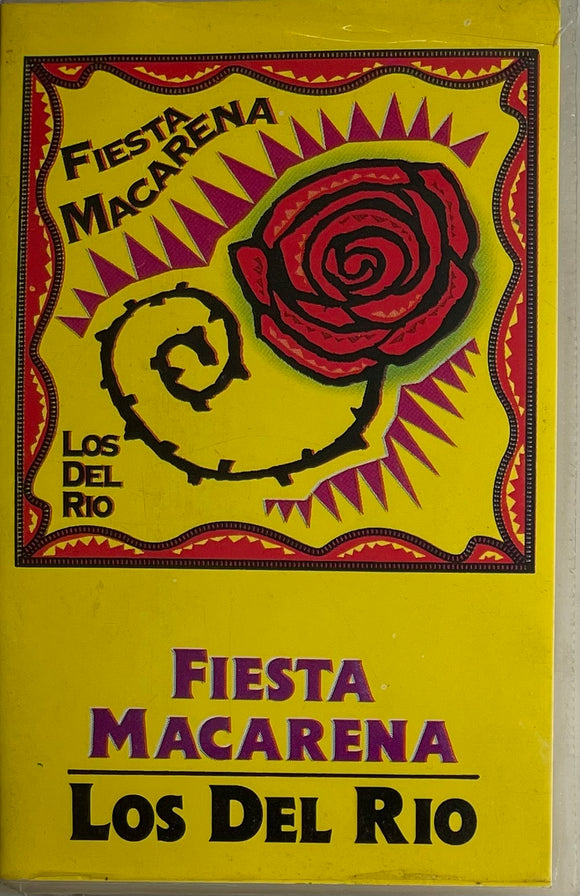 FIESTA
MACARENA
LOS
DEL
RIO
FIESTA
MACARENA
LOS DEL RIO